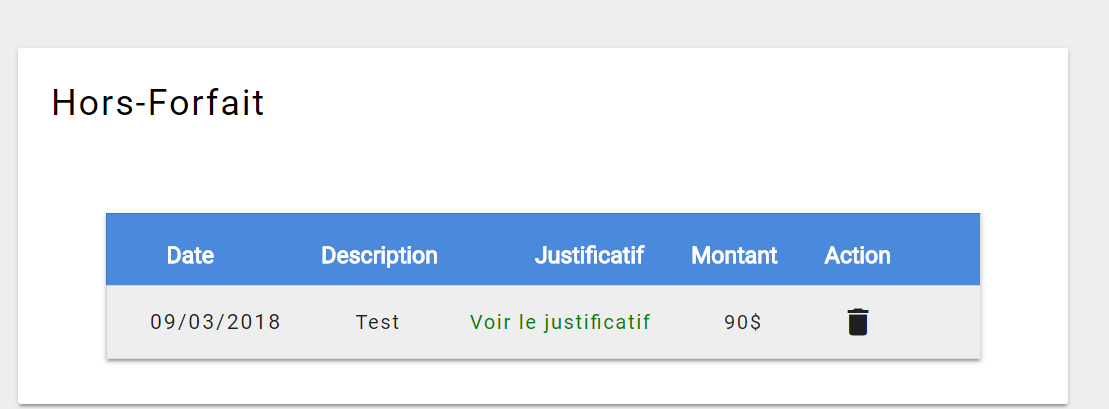 Hors-Forfait
Date Description Justificatif Montant Action
09/03/2018 Test Voir le justificatif 90$